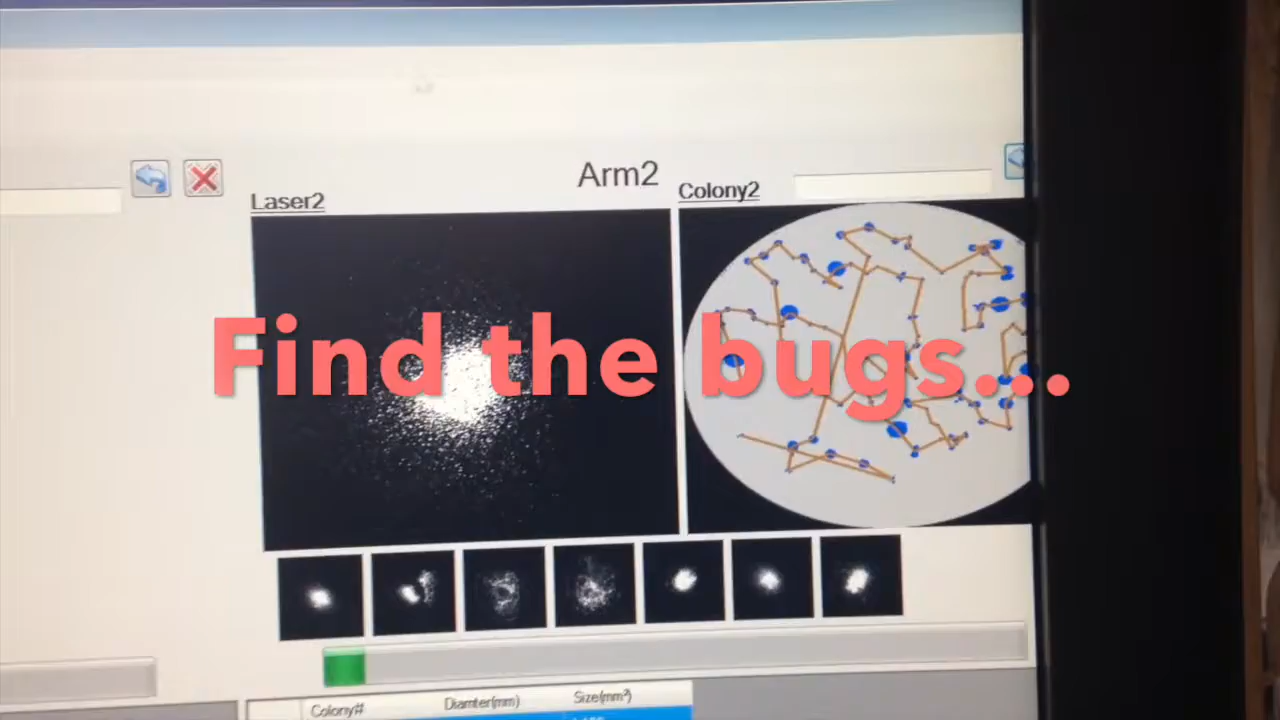 Arm2
Laser2
Colony2
Find the bugs...
Colony# Diamter(mm) Size(mm²)